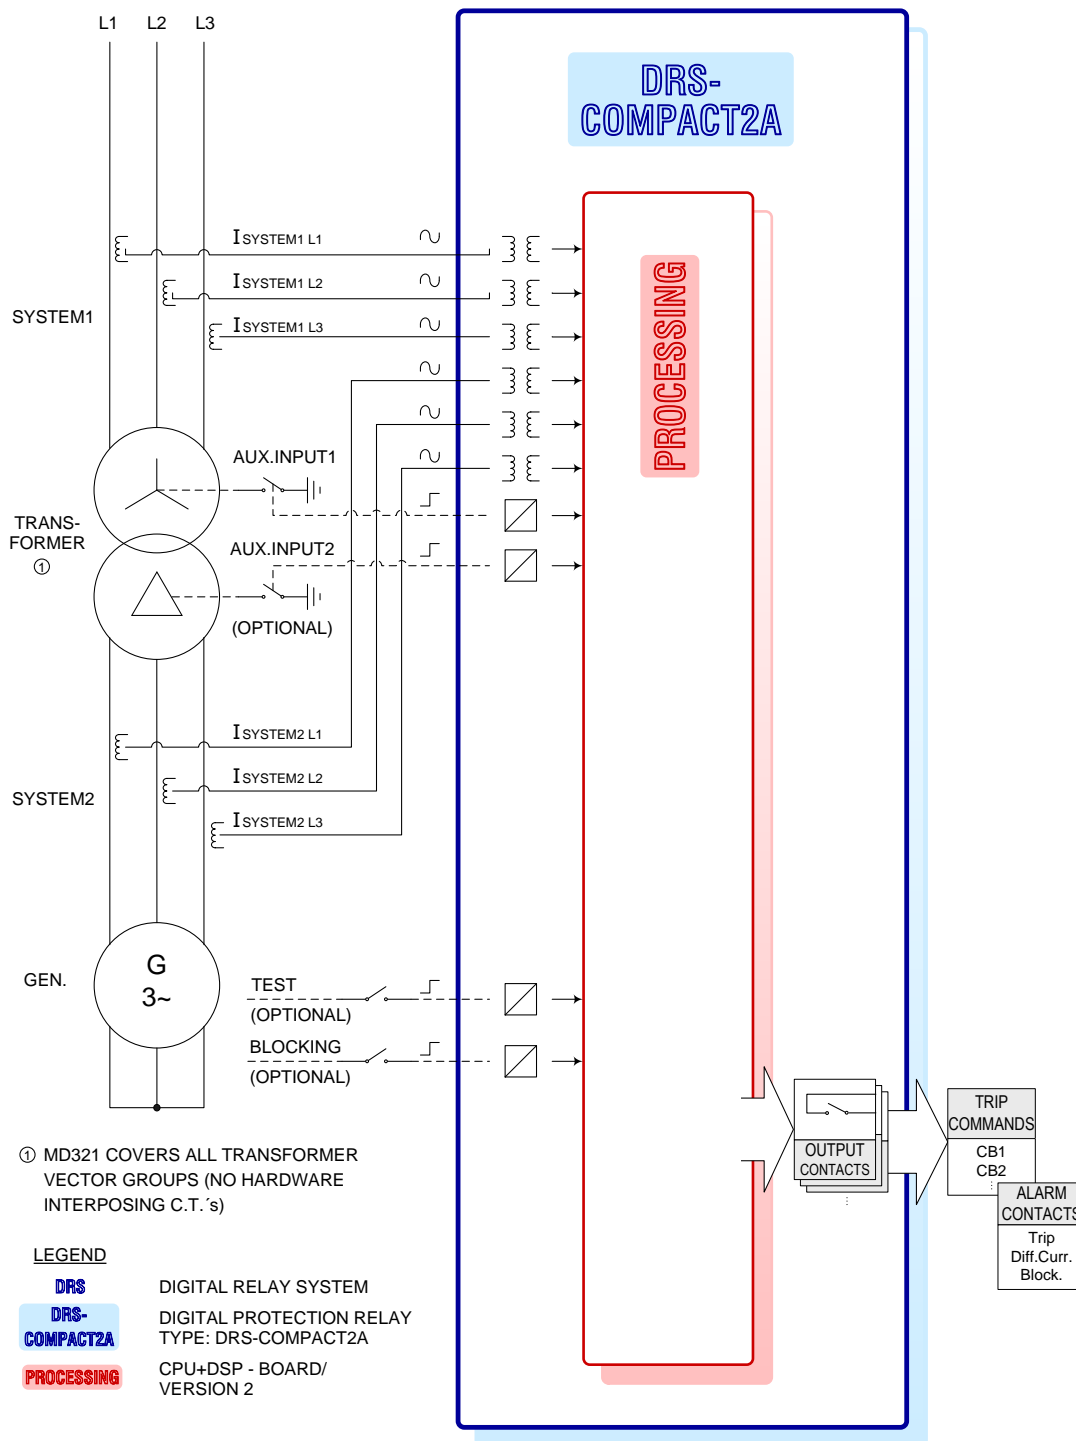 L1 L2 L3
DRS-
COMPACT2A
PROCESSING
I SYSTEM1 L1
I SYSTEM1 L2
SYSTEM1
I SYSTEM1 L3
AUX.INPUT1
TRANS-
FORMER
①
AUX.INPUT2
(OPTIONAL)
I SYSTEM2 L1
I SYSTEM2 L2
SYSTEM2
I SYSTEM2 L3
GEN.
G
3~
TEST
(OPTIONAL)
BLOCKING
(OPTIONAL)
OUTPUT
CONTACTS
TRIP
COMMANDS
CB1
CB2
ALARM
CONTACTS
Trip
Diff.Curr.
Block.
① MD321 COVERS ALL TRANSFORMER
VECTOR GROUPS (NO HARDWARE
INTERPOSING C.T.´s)
LEGEND
DRS DIGITAL RELAY SYSTEM
DRS-
COMPACT2A
DIGITAL PROTECTION RELAY
TYPE: DRS-COMPACT2A
PROCESSING
CPU+DSP - BOARD/
VERSION 2